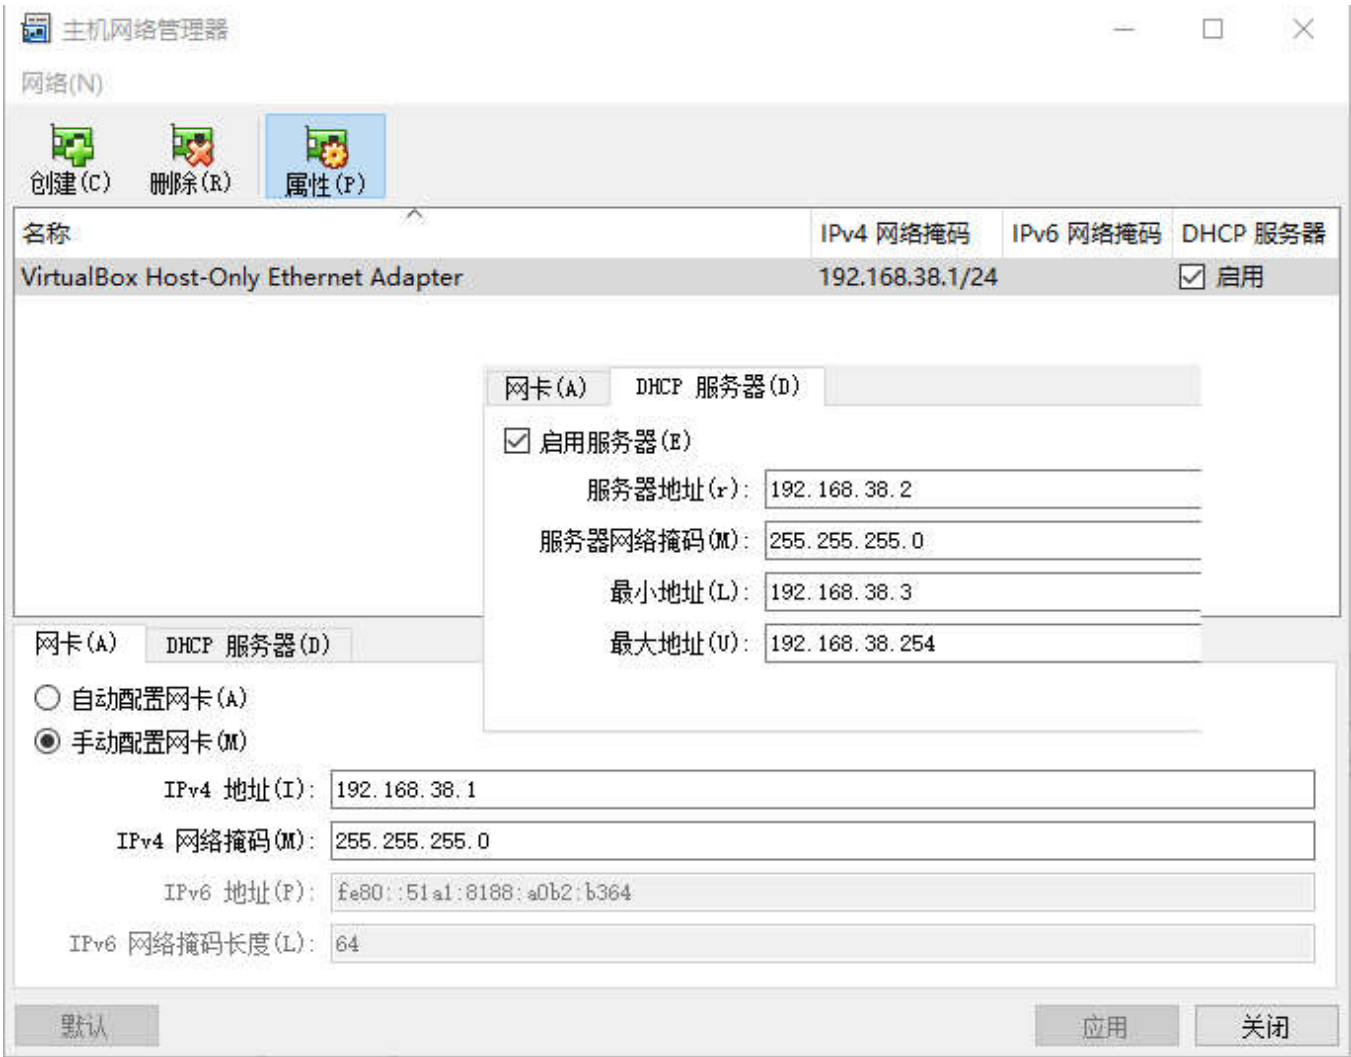 主机网络管理器
网络(N)
创建(C) 删除(R) 属性(P)
名称 IPv4 网络掩码 IPv6 网络掩码 DHCP 服务器
VirtualBox Host-Only Ethernet Adapter 192.168.38.1/24 启用
网卡(A) DHCP 服务器(D)
启用服务器(E)
服务器地址(r): 192.168.38.2
服务器网络掩码(M): 255.255.255.0
最小地址(L): 192.168.38.3
最大地址(U): 192.168.38.254
网卡(A) DHCP 服务器(D)
自动配置网卡(A)
手动配置网卡(M)
IPv4 地址(I): 192.168.38.1
IPv4 网络掩码(M): 255.255.255.0
IPv6 地址(P): fe80::51a1:8188:a0b2:b364
IPv6 网络掩码长度(L): 64
默认 应用 关闭